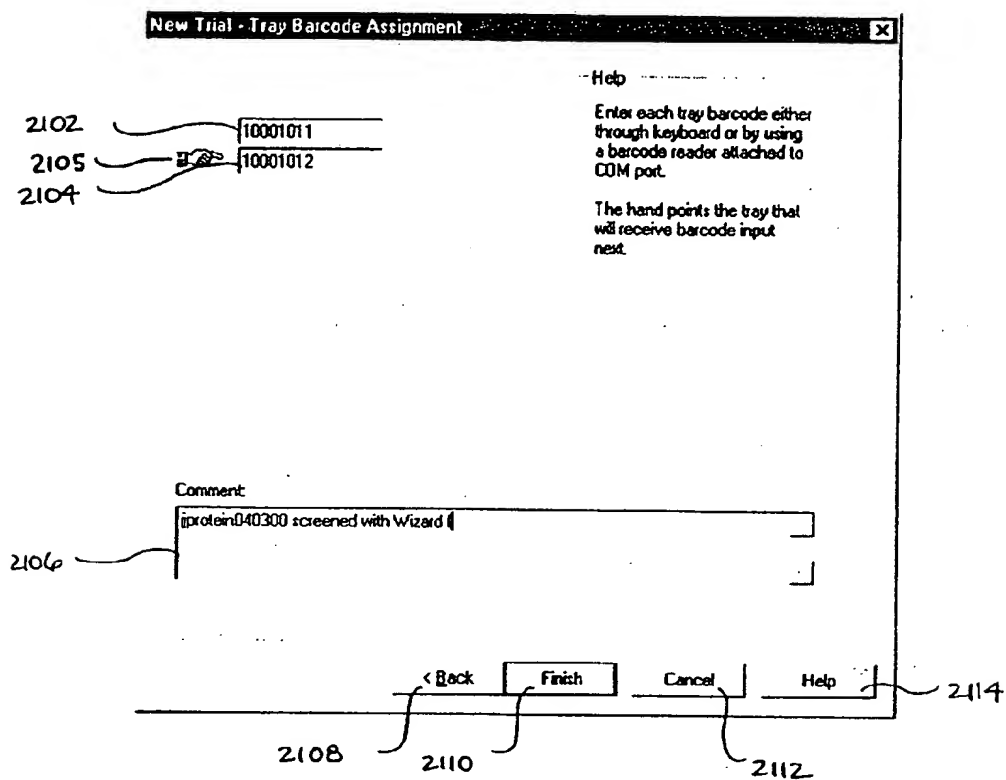 New Trial - Tray Barcode Assignment
Help
Enter each tray barcode either
through keyboard or by using
a barcode reader attached to
COM port.
The hand points the tray that
will receive barcode input
next.
2102
10001011
2105
10001012
2104
Comment:
jprotein040300 screened with Wizard
2106
< Back
Finish
Cancel
Help
2114
2108
2110
2112